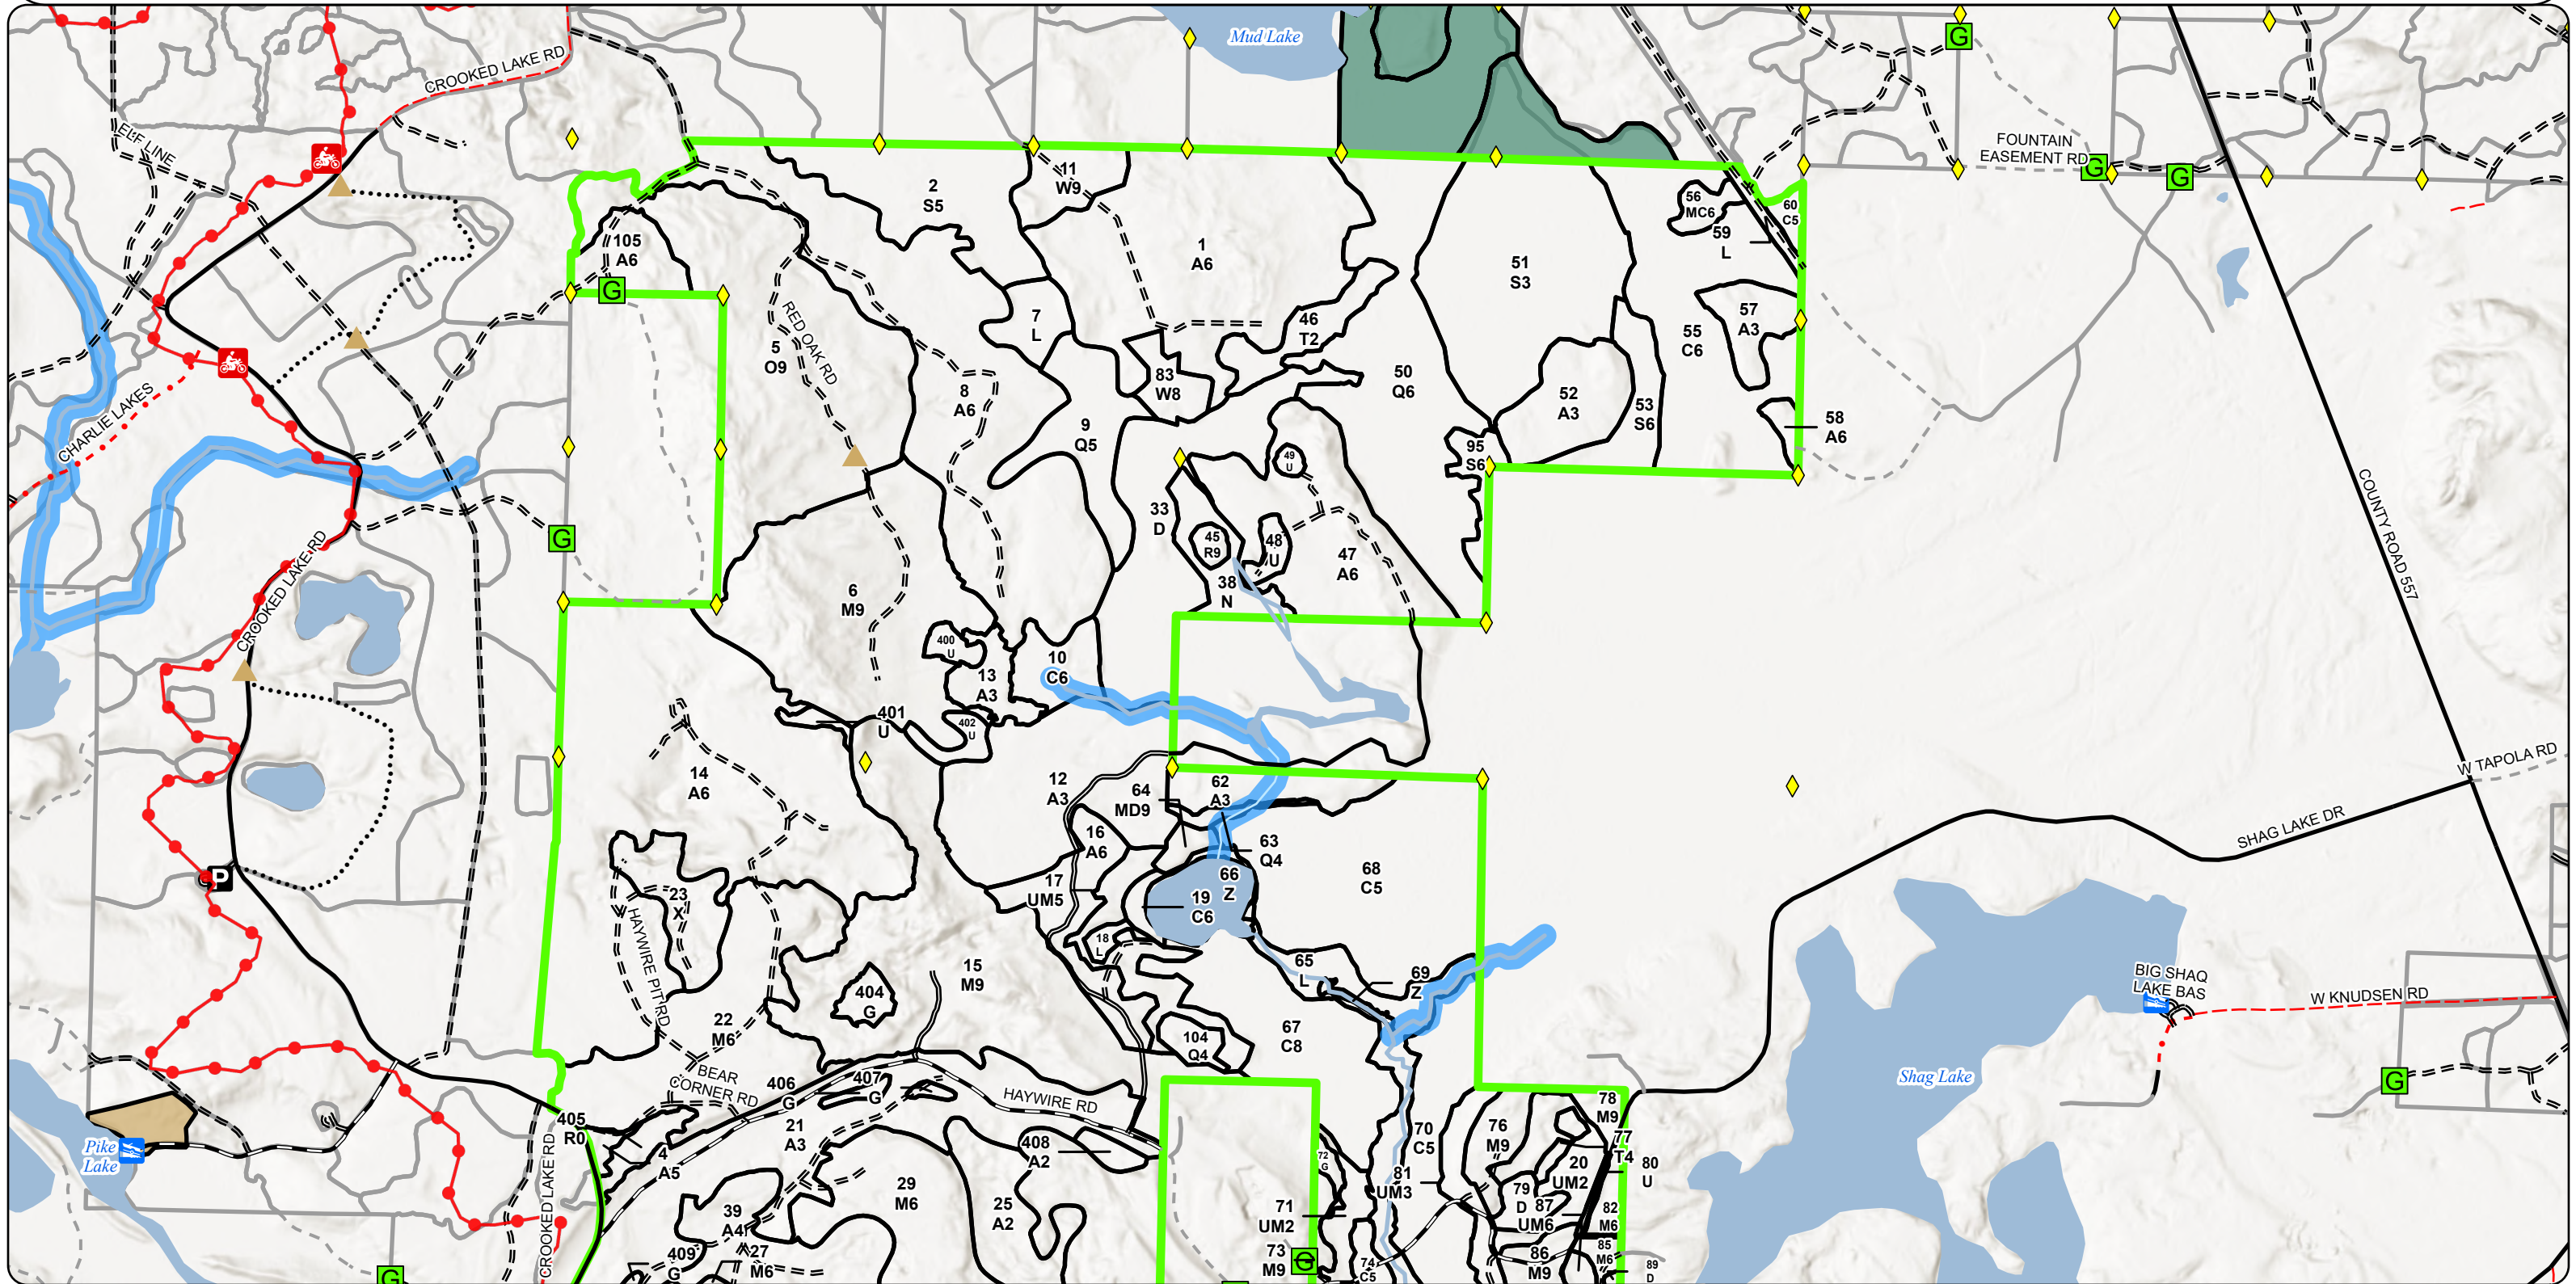 Mud Lake
G
CROOKED LAKE RD
ELF LINE
FOUNTAIN
EASEMENT RD
G
G
11
W9
2
S5
56
MC6
60
C5
59
L
105
A6
1
A6
51
S3
G
7
L
46
T2
57
A3
55
C6
RED OAK RD
5
O9
8
A6
83
W8
50
Q6
52
A3
53
S6
58
A6
CHARLIE LAKES
9
Q5
95
S6
49
U
33
D
45
R9
48
U
47
A6
COUNTY ROAD 557
G
CROOKED LAKE RD
6
M9
38
N
400
U
13
A3
10
C6
401
U
402
U
14
A6
12
A3
64
MD9
62
A3
W TAPOLA RD
SHAG LAKE DR
16
A6
63
Q4
68
C5
P
17
UM5
66
Z
19
C6
23
X
HAYWIRE PIT RD
18
L
15
M9
65
L
69
Z
404
G
BIG SHAQ
LAKE BAS
W KNUDSEN RD
22
M6
104
Q4
67
C8
Shag Lake
G
BEAR
CORNER RD
406
G
407
G
HAYWIRE RD
405
R0
21
A3
408
A2
4
A5
Pike
Lake
CROOKED LAKE RD
72
G
70
C5
76
M9
78
M9
77
T4
20
UM2
80
U
81
UM3
79
D
87
UM6
82
M6
29
M6
25
A2
39
A4
71
UM2
27
M6
409
G
73
M9
G
74
C5
86
M9
85
M6
89
D
G